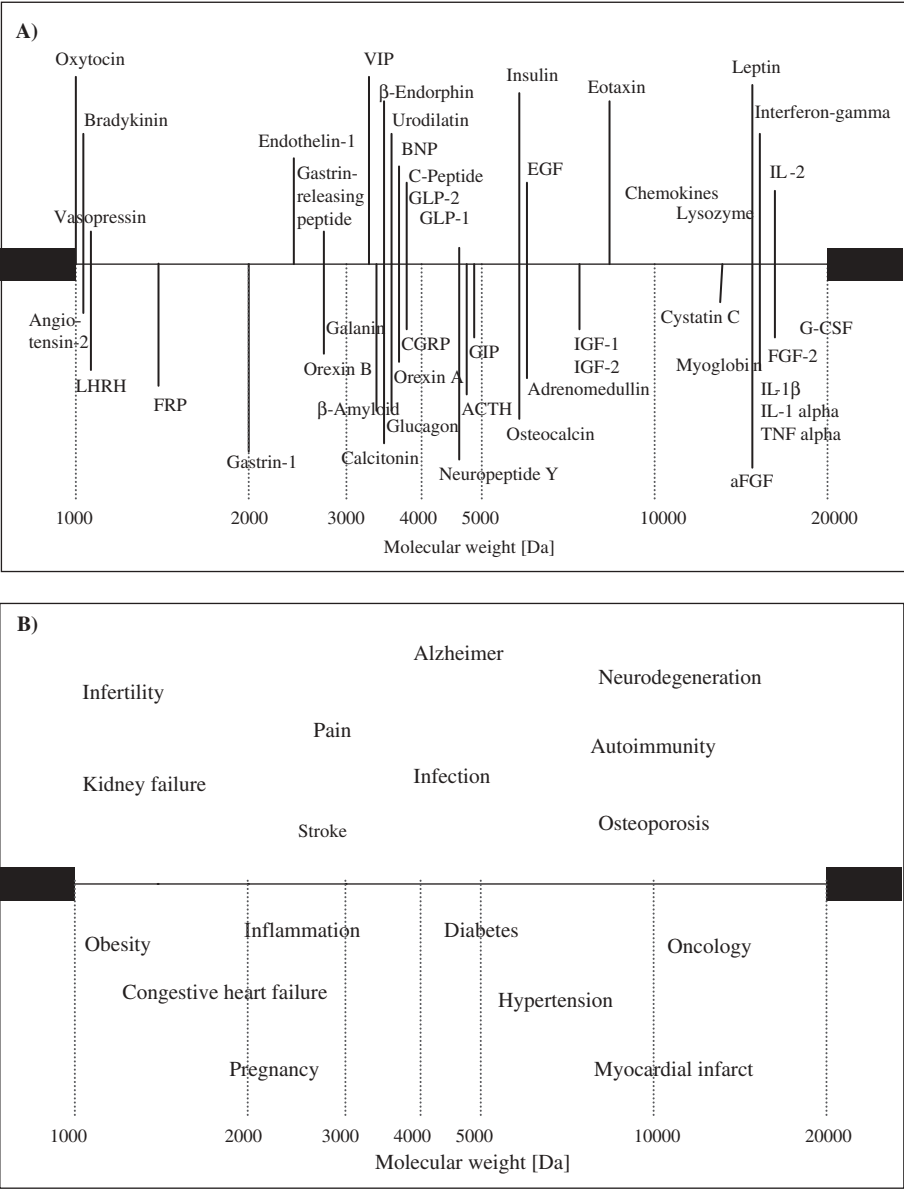 A)
Oxytocin
VIP
Leptin
Insulin
Eotaxin
β-Endorphin
Interferon-gamma
Bradykinin
Urodilatin
Endothelin-1
BNP
EGF
IL-2
Gastrin-
releasing
peptide
C-Peptide
GLP-2
GLP-1
Chemokines
Lysozyme
Vasopressin
Angio-
tensin-2
Galanin
Cystatin C
G-CSF
CGRP
GIP
IGF-1
IGF-2
Myoglobin
FGF-2
Orexin B
Orexin A
LHRH
Adrenomedullin
IL-1β
IL-1 alpha
TNF alpha
FRP
β-Amyloid
ACTH
Glucagon
Osteocalcin
Gastrin-1
Calcitonin
Neuropeptide Y
aFGF
1000 2000 3000 4000 5000 10000 20000
Molecular weight [Da]
B)
Alzheimer
Neurodegeneration
Infertility
Pain
Autoimmunity
Infection
Kidney failure
Osteoporosis
Stroke
Inflammation
Diabetes
Obesity
Oncology
Congestive heart failure
Hypertension
Pregnancy
Myocardial infarct
1000 2000 3000 4000 5000 10000 20000
Molecular weight [Da]